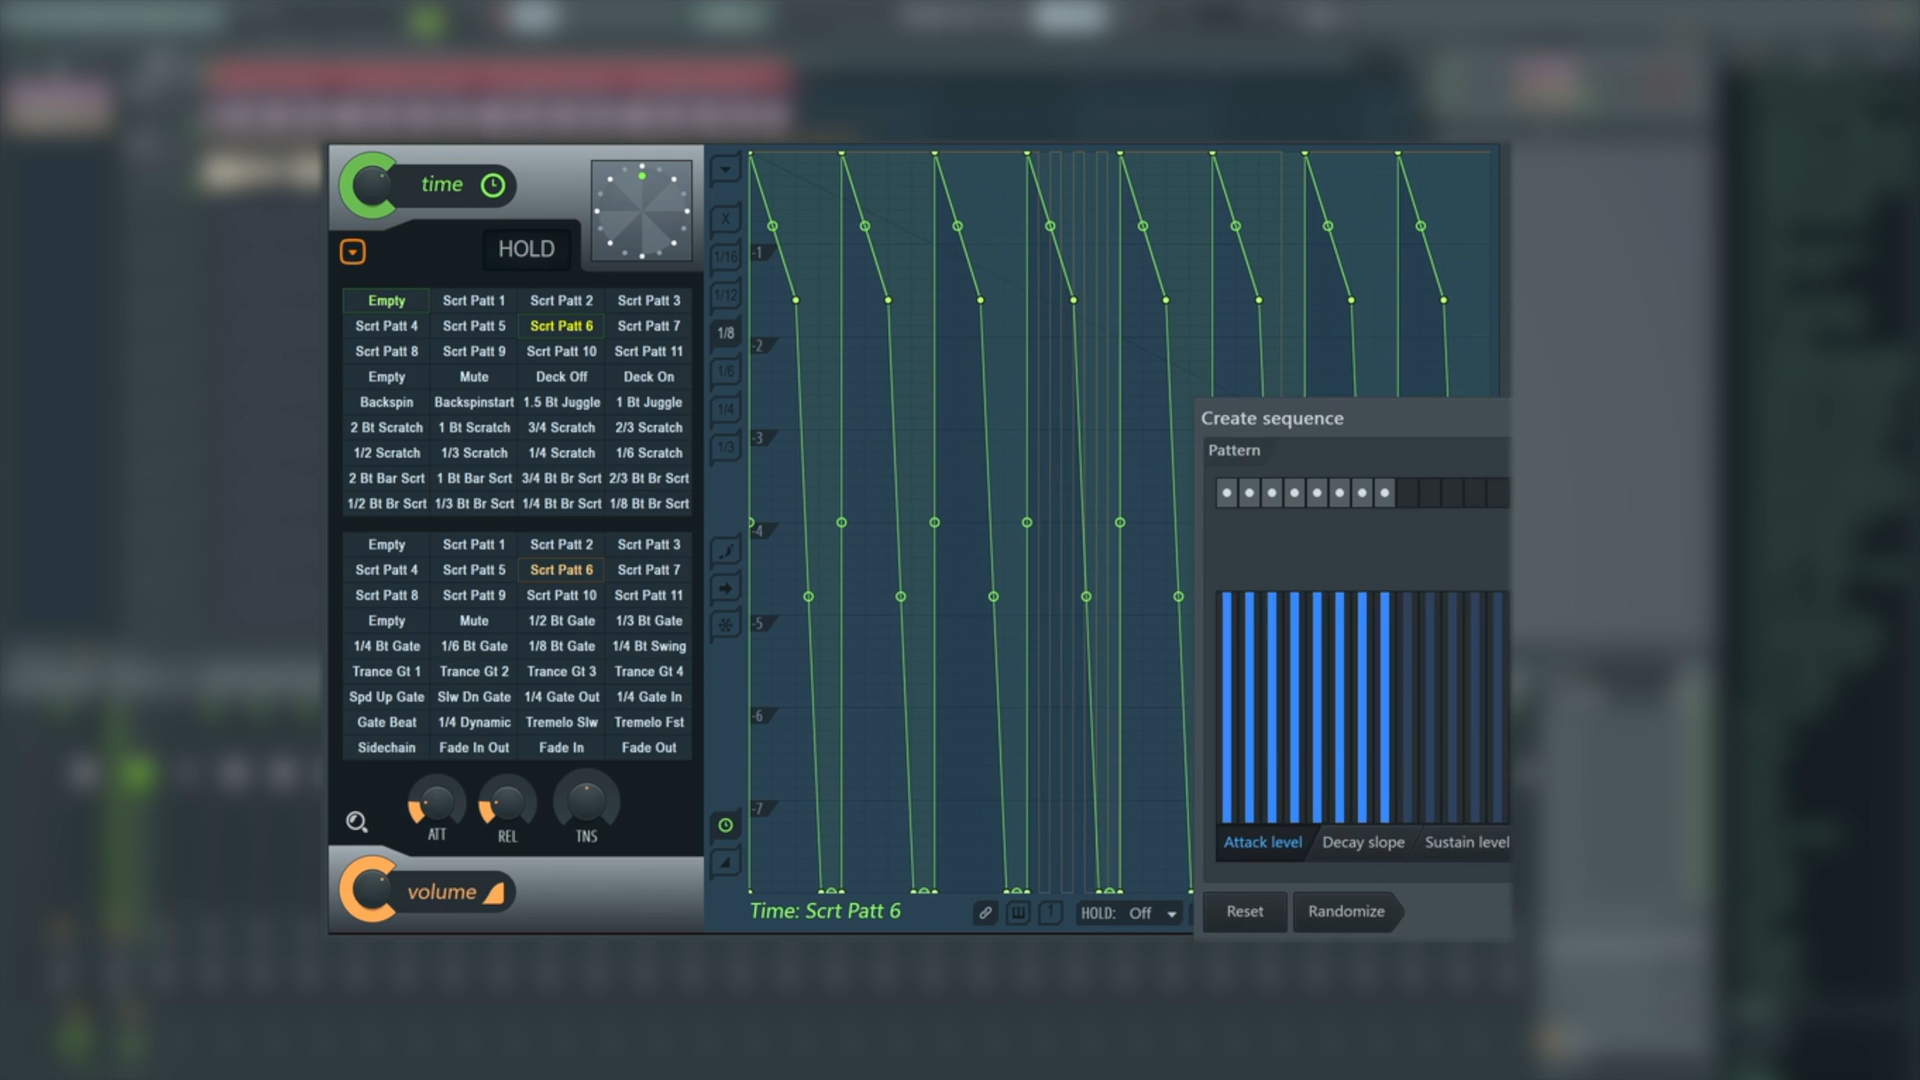 time
HOLD
Empty Scrt Patt 1 Scrt Patt 2 Scrt Patt 3
Scrt Patt 4 Scrt Patt 5 Scrt Patt 6 Scrt Patt 7
Scrt Patt 8 Scrt Patt 9 Scrt Patt 10 Scrt Patt 11
Empty Mute Deck Off Deck On
Backspin Backspinstart 1.5 Bt Juggle 1 Bt Juggle
2 Bt Scratch 1 Bt Scratch 3/4 Scratch 2/3 Scratch
1/2 Scratch 1/3 Scratch 1/4 Scratch 1/6 Scratch
2 Bt Bar Scrt 1 Bt Bar Scrt 3/4 Bt Br Scrt 2/3 Bt Br Scrt
1/2 Bt Br Scrt 1/3 Bt Br Scrt 1/4 Bt Br Scrt 1/8 Bt Br Scrt
Empty Scrt Patt 1 Scrt Patt 2 Scrt Patt 3
Scrt Patt 4 Scrt Patt 5 Scrt Patt 6 Scrt Patt 7
Scrt Patt 8 Scrt Patt 9 Scrt Patt 10 Scrt Patt 11
Empty Mute 1/2 Bt Gate 1/3 Bt Gate
1/4 Bt Gate 1/6 Bt Gate 1/8 Bt Gate 1/4 Bt Swing
Trance Gt 1 Trance Gt 2 Trance Gt 3 Trance Gt 4
Spd Up Gate Slw Dn Gate 1/4 Gate Out 1/4 Gate In
Gate Beat 1/4 Dynamic Tremelo Slw Tremelo Fst
Sidechain Fade In Out Fade In Fade Out
ATT REL TNS
volume
X
1/16
1/12
1/8
1/6
1/4
1/3
-1
-2
-3
-4
-5
-6
-7
Time: Scrt Patt 6
1
HOLD: Off
Create sequence
Pattern
Attack level Decay slope Sustain level
Reset Randomize